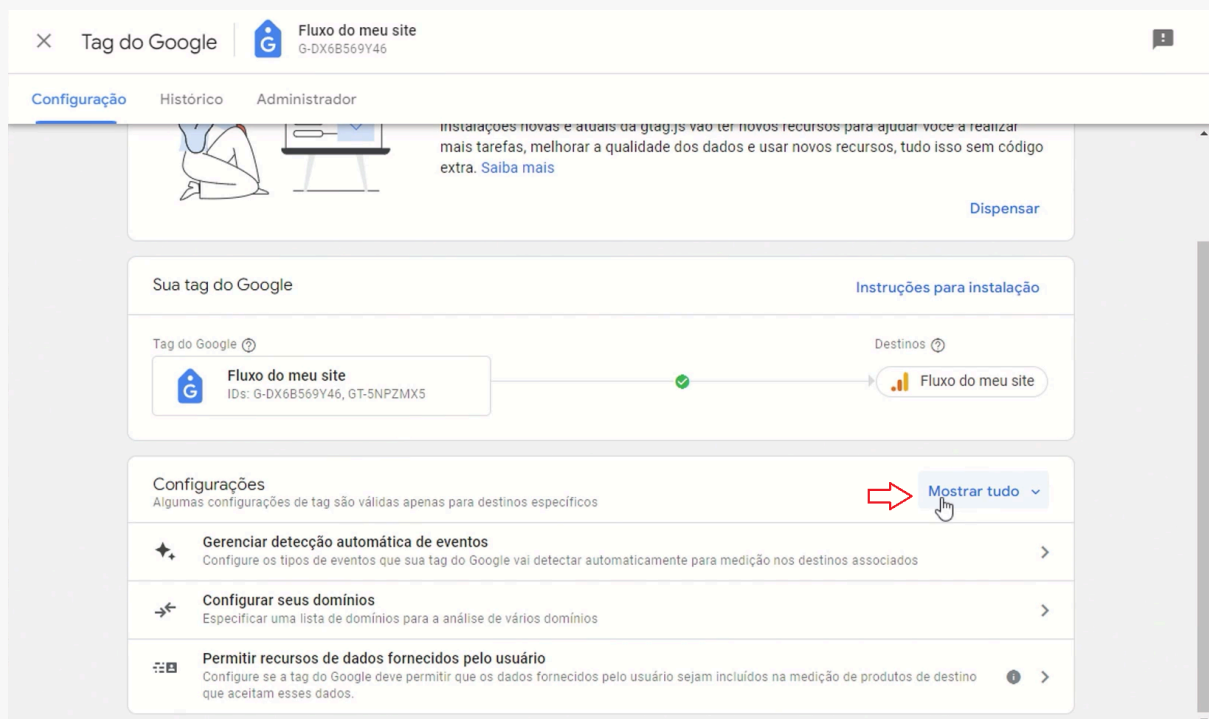 Tag do Google
Fluxo do meu site
G-DX6B569Y46
Configuração
Histórico
Administrador
Instalações novas e atuais da gtag.js vão ter novos recursos para ajudar você a realizar
mais tarefas, melhorar a qualidade dos dados e usar novos recursos, tudo isso sem código
extra. Saiba mais
Dispensar
Sua tag do Google
Instruções para instalação
Tag do Google
Destinos
Fluxo do meu site
IDs: G-DX6B569Y46, GT-5NPZMX5
Fluxo do meu site
Configurações
Algumas configurações de tag são válidas apenas para destinos específicos
Mostrar tudo
Gerenciar detecção automática de eventos
Configure os tipos de eventos que sua tag do Google vai detectar automaticamente para medição nos destinos associados
Configurar seus domínios
Especificar uma lista de domínios para a análise de vários domínios
Permitir recursos de dados fornecidos pelo usuário
Configure se a tag do Google deve permitir que os dados fornecidos pelo usuário sejam incluídos na medição de produtos de destino
que aceitam esses dados.